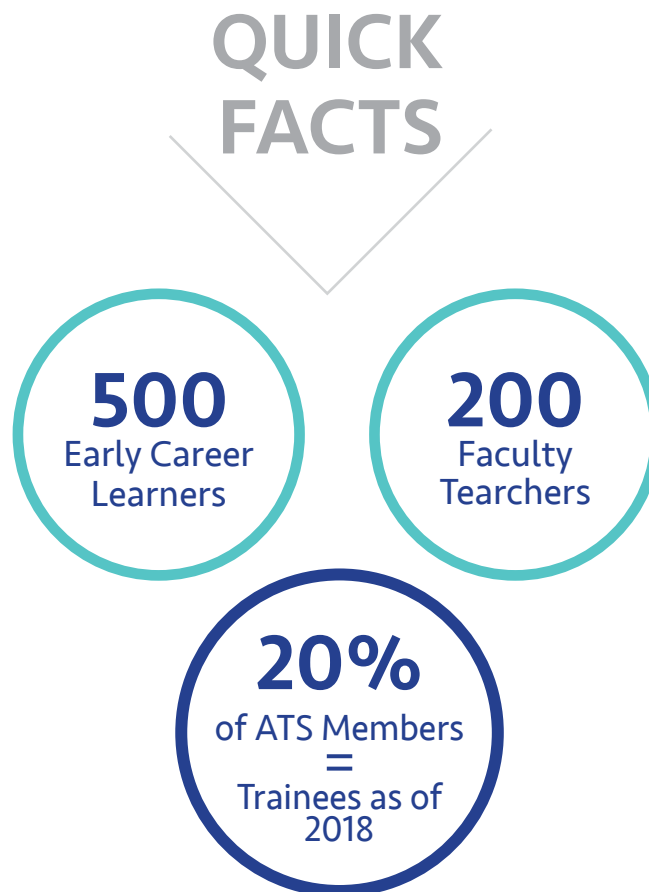 QUICK
FACTS
500
Early Career
Learners
200
Faculty
Tearchers
20%
of ATS Members
=
Trainees as of
2018